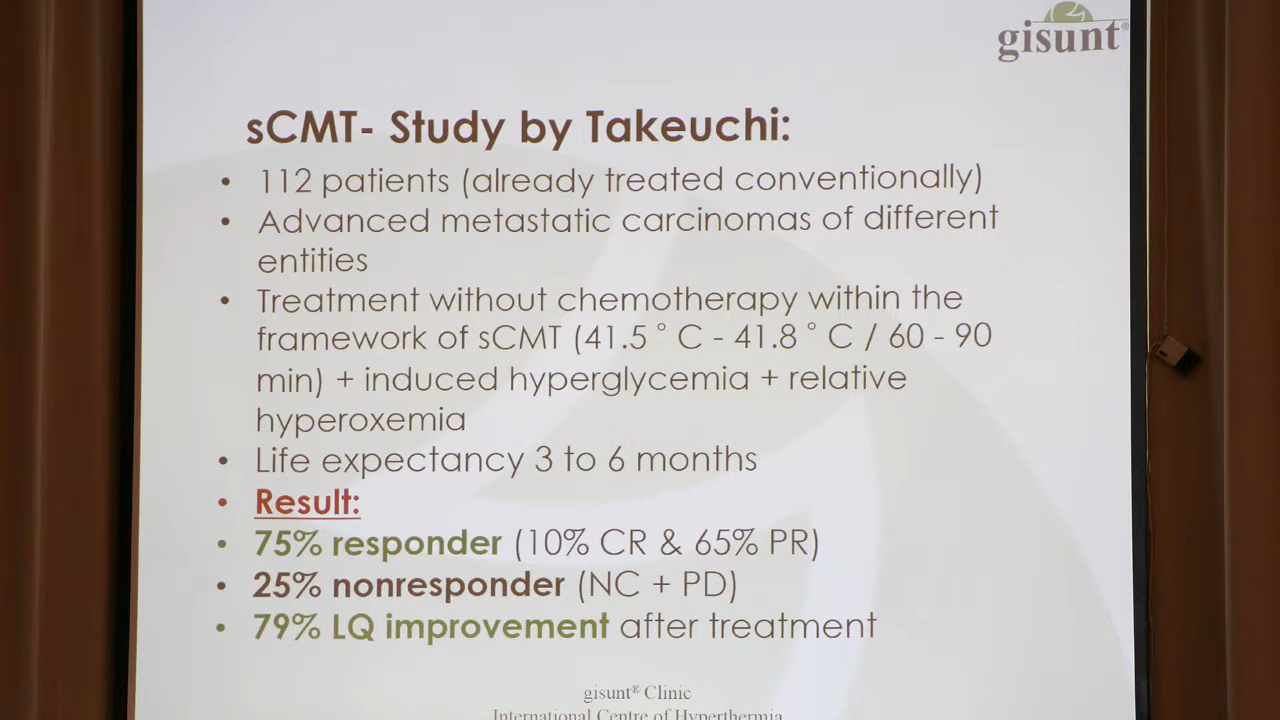 gisunt®
sCMT- Study by Takeuchi:
• 112 patients (already treated conventionally)
• Advanced metastatic carcinomas of different
entities
• Treatment without chemotherapy within the
framework of sCMT (41.5 ° C - 41.8 ° C / 60 - 90
min) + induced hyperglycemia + relative
hyperoxemia
• Life expectancy 3 to 6 months
• Result:
• 75% responder (10% CR & 65% PR)
• 25% nonresponder (NC + PD)
• 79% LQ improvement after treatment
gisunt® Clinic
International Centre of Hyperthermia